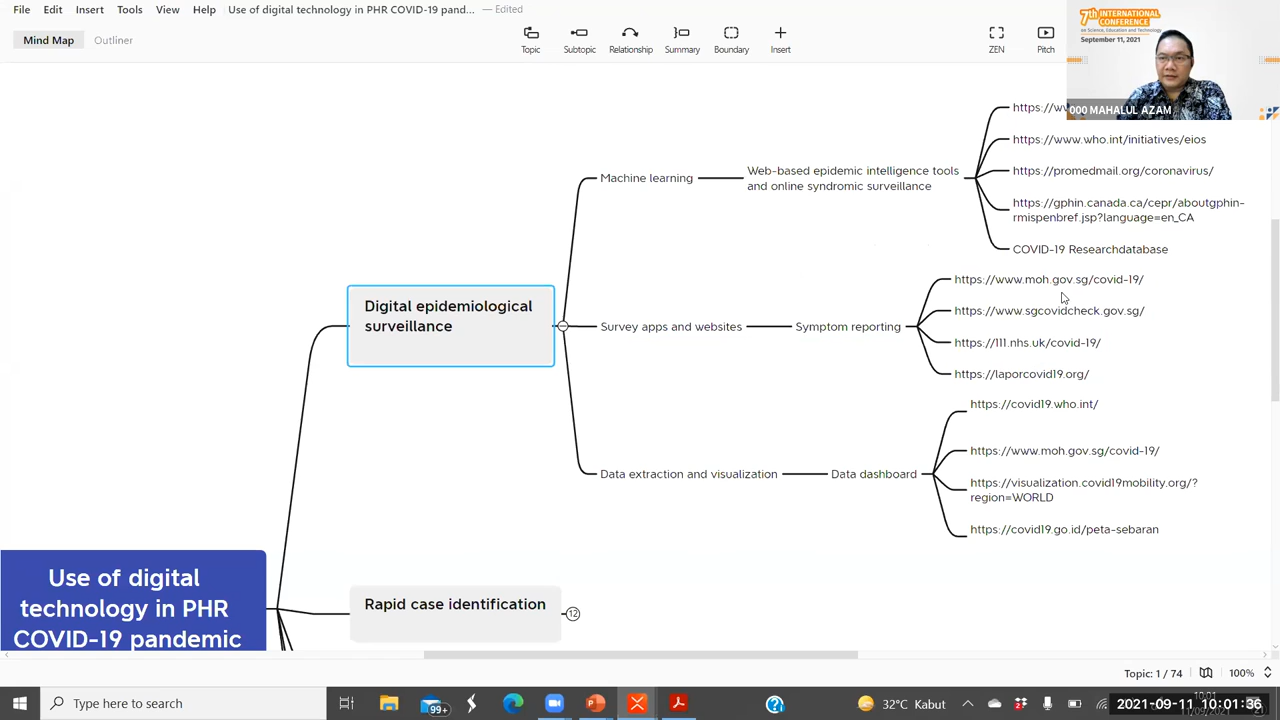 File Edit Insert Tools View Help Use of digital technology in PHR COVID-19 pand... — Edited
Mind Map Outliner
Topic Subtopic Relationship Summary Boundary Insert ZEN Pitch
7th INTERNATIONAL
CONFERENCE
on Science, Education and Technology
September 11, 2021
000 MAHALUL AZAM
Digital epidemiological
surveillance
Machine learning
Web-based epidemic intelligence tools
and online syndromic surveillance
https://www.who.int/initiatives/eios
https://promedmail.org/coronavirus/
https://gphin.canada.ca/cepr/aboutgphin-
rmispenbref.jsp?language=en_CA
COVID-19 Researchdatabase
Survey apps and websites
Symptom reporting
https://www.moh.gov.sg/covid-19/
https://www.sgcovidcheck.gov.sg/
https://111.nhs.uk/covid-19/
https://laporcovid19.org/
Data extraction and visualization
Data dashboard
https://covid19.who.int/
https://www.moh.gov.sg/covid-19/
https://visualization.covid19mobility.org/?
region=WORLD
https://covid19.go.id/peta-sebaran
Use of digital
technology in PHR
COVID-19 pandemic
Rapid case identification
12
Topic: 1 / 74 100%
Type here to search
99+
32°C Kabut
2021-09-11 10:01:36